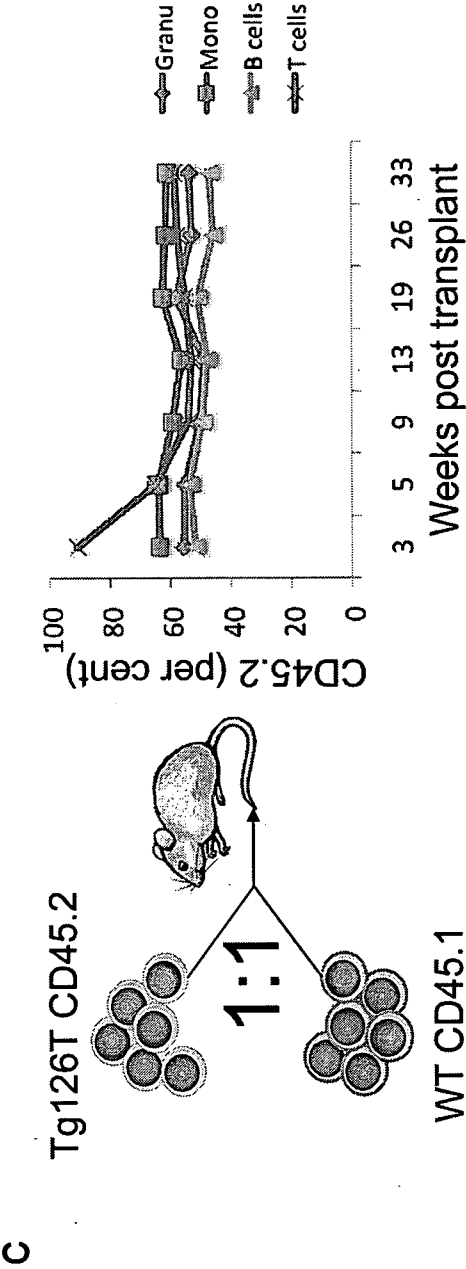 C
Tg126T CD45.2
1:1
WT CD45.1
CD45.2 (per cent)
100
80
60
40
20
0
3 5 9 13 19 26 33
Weeks post transplant
Granu
Mono
B cells
T cells